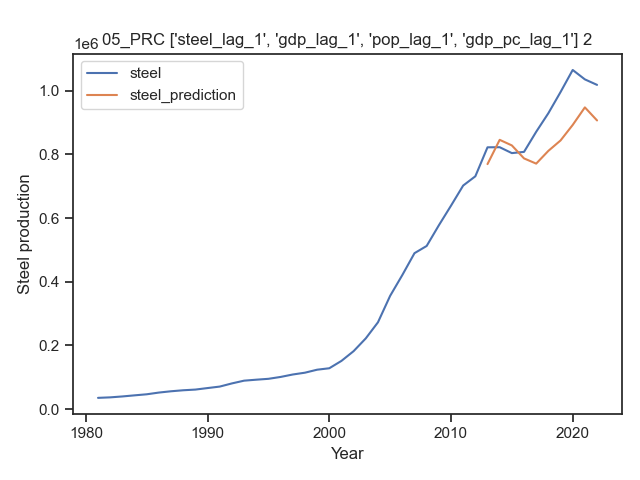 05_PRC ['steel_lag_1', 'gdp_lag_1', 'pop_lag_1', 'gdp_pc_lag_1'] 2
1e6
steel
steel_prediction
1.0
0.8
0.6
0.4
0.2
0.0
Steel production
1980 1990 2000 2010 2020
Year